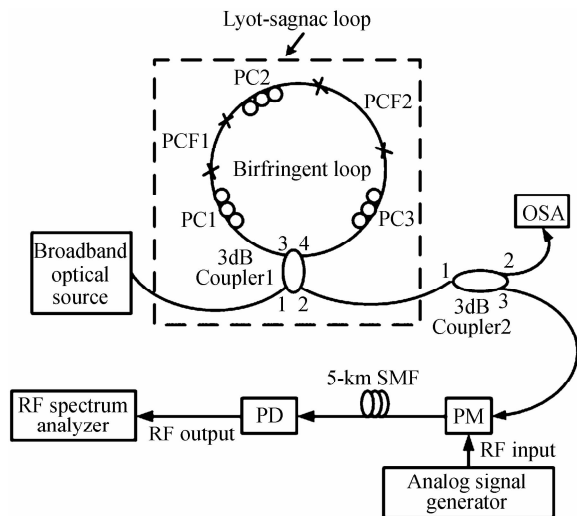 Lyot-sagnac loop
PC2
PCF2
PCF1
Birfringent loop
PC1
PC3
OSA
Broadband
optical
source
3dB
Coupler1
3 4
1 2
1
2
3
3dB
Coupler2
5-km SMF
RF spectrum
analyzer
RF output
PD
PM
RF input
Analog signal
generator